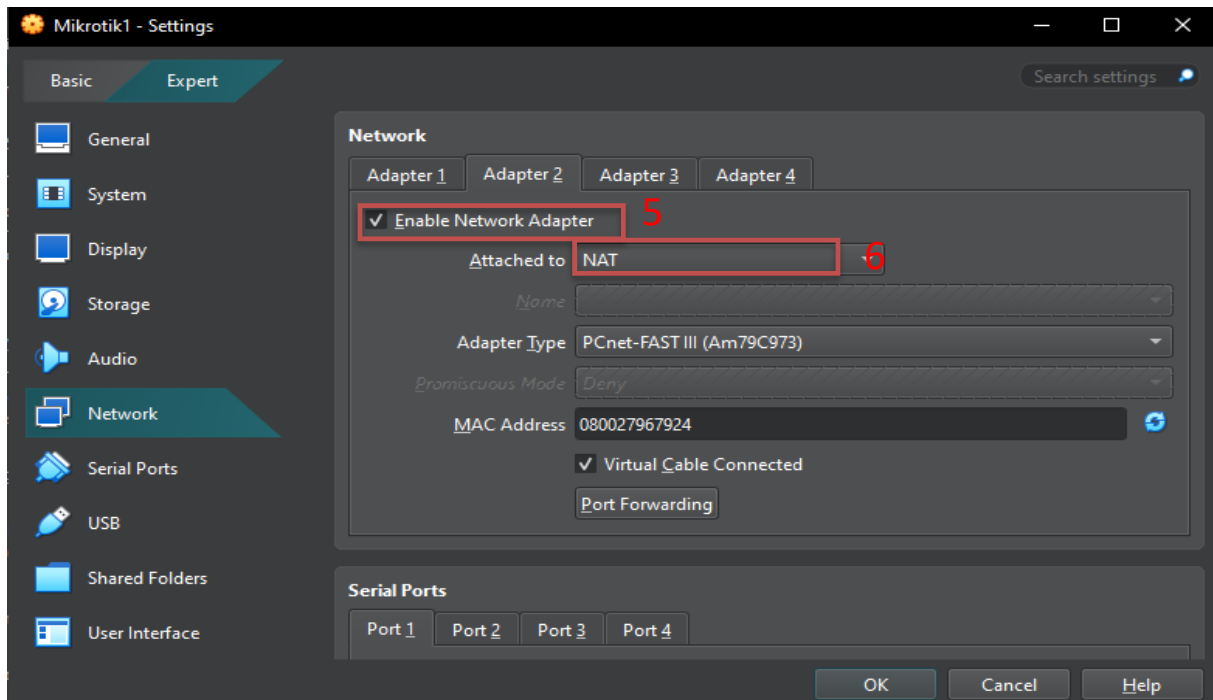 Mikrotik1 - Settings
Basic
Expert
Search settings
General
System
Display
Storage
Audio
Network
Serial Ports
USB
Shared Folders
User Interface
Network
Adapter 1
Adapter 2
Adapter 3
Adapter 4
Enable Network Adapter
5
Attached to NAT
6
Name
Adapter Type PCnet-FAST III (Am79C973)
Promiscuous Mode Deny
MAC Address 080027967924
Virtual Cable Connected
Port Forwarding
Serial Ports
Port 1
Port 2
Port 3
Port 4
OK
Cancel
Help